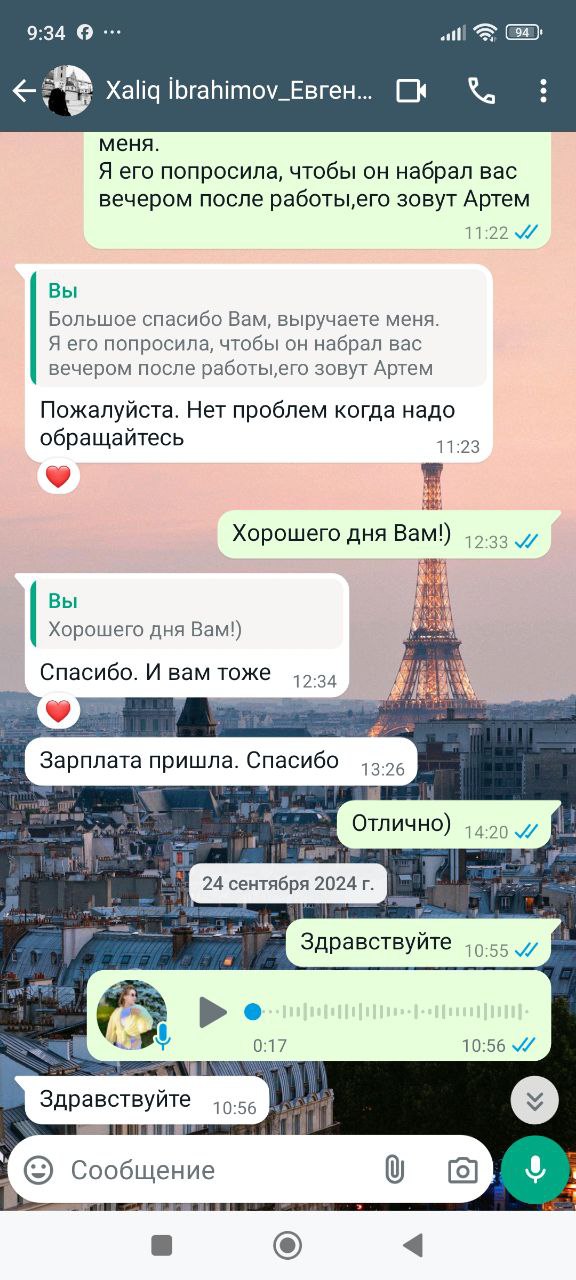 9:34
94
Xaliq İbrahimov_Евген...
меня.
Я его попросила, чтобы он набрал вас
вечером после работы,его зовут Артем
11:22
Вы
Большое спасибо Вам, выручаете меня.
Я его попросила, чтобы он набрал вас
вечером после работы,его зовут Артем
Пожалуйста. Нет проблем когда надо
обращайтесь
11:23
Хорошего дня Вам!) 12:33
Вы
Хорошего дня Вам!)
Спасибо. И вам тоже 12:34
Зарплата пришла. Спасибо 13:26
Отлично) 14:20
24 сентября 2024 г.
Здравствуйте 10:55
0:17 10:56
Здравствуйте 10:56
Сообщение